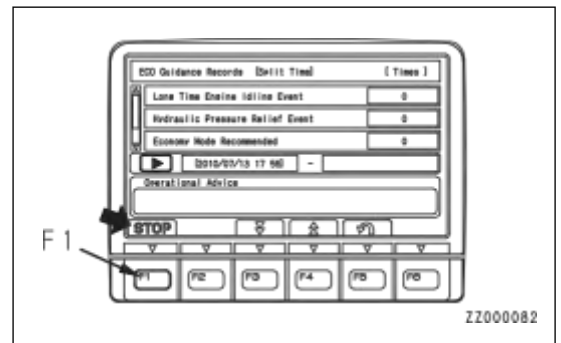 ECO Guidance Records [Split Time] [Times]
Long Time Engine Idling Event 0
Hydraulic Pressure Relief Event 0
Economy Mode Recommended 0
[2010/07/13 17 56] -
Operational Advice
STOP
F1
F1 F2 F3 F4 F5 F6
ZZ000082